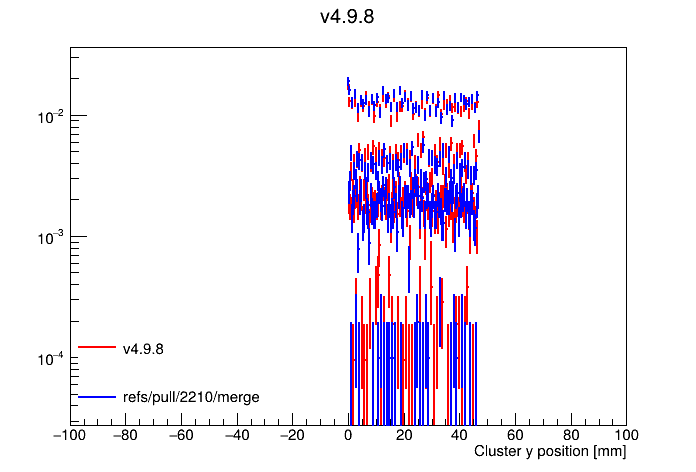 v4.9.8
10⁻²
10⁻³
10⁻⁴
v4.9.8
refs/pull/2210/merge
−100 −80 −60 −40 −20 0 20 40 60 80 100
Cluster y position [mm]